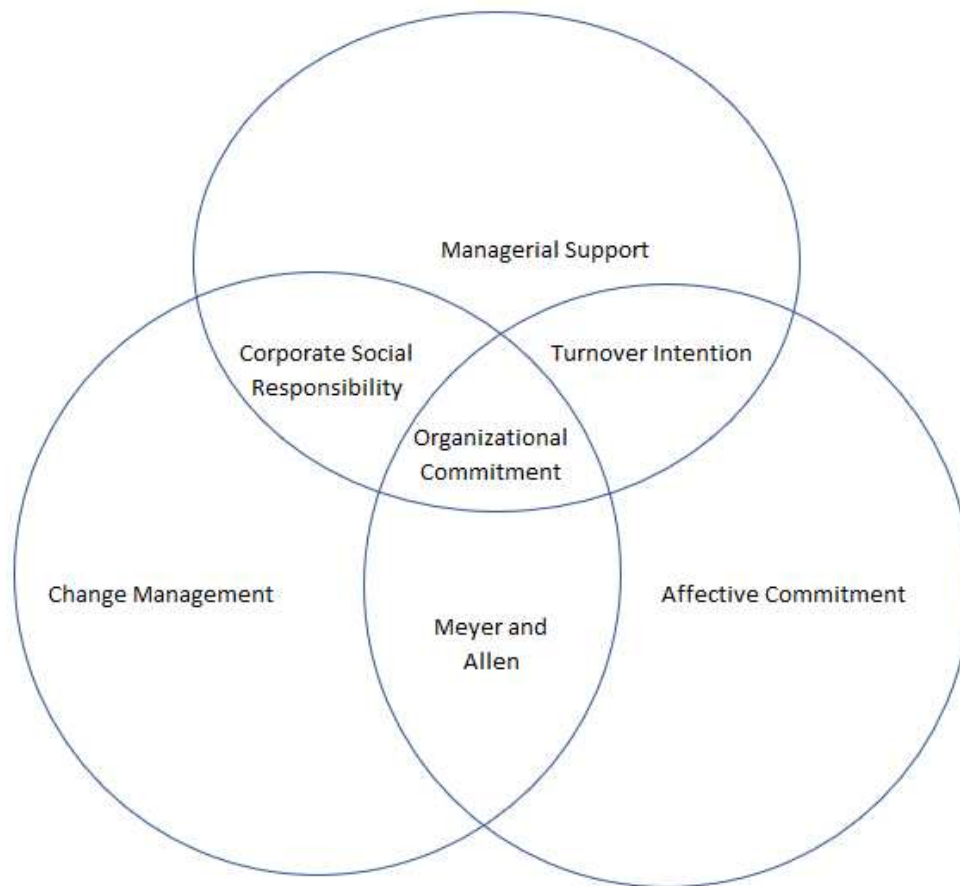 Managerial Support
Corporate Social
Responsibility
Turnover Intention
Organizational
Commitment
Change Management
Affective Commitment
Meyer and
Allen